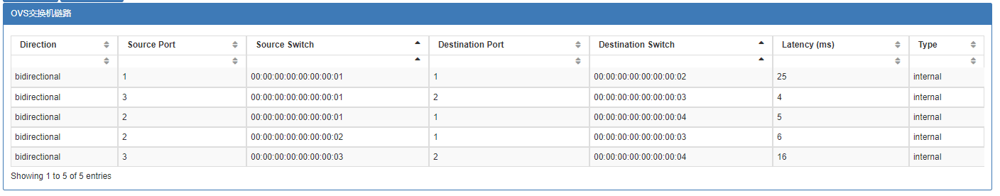 OVS交换机链路
Direction Source Port Source Switch Destination Port Destination Switch Latency (ms) Type
bidirectional 1 00:00:00:00:00:00:00:01 1 00:00:00:00:00:00:00:02 25 internal
bidirectional 3 00:00:00:00:00:00:00:01 2 00:00:00:00:00:00:00:03 4 internal
bidirectional 2 00:00:00:00:00:00:00:01 1 00:00:00:00:00:00:00:04 5 internal
bidirectional 2 00:00:00:00:00:00:00:02 1 00:00:00:00:00:00:00:03 6 internal
bidirectional 3 00:00:00:00:00:00:00:03 2 00:00:00:00:00:00:00:04 16 internal
Showing 1 to 5 of 5 entries